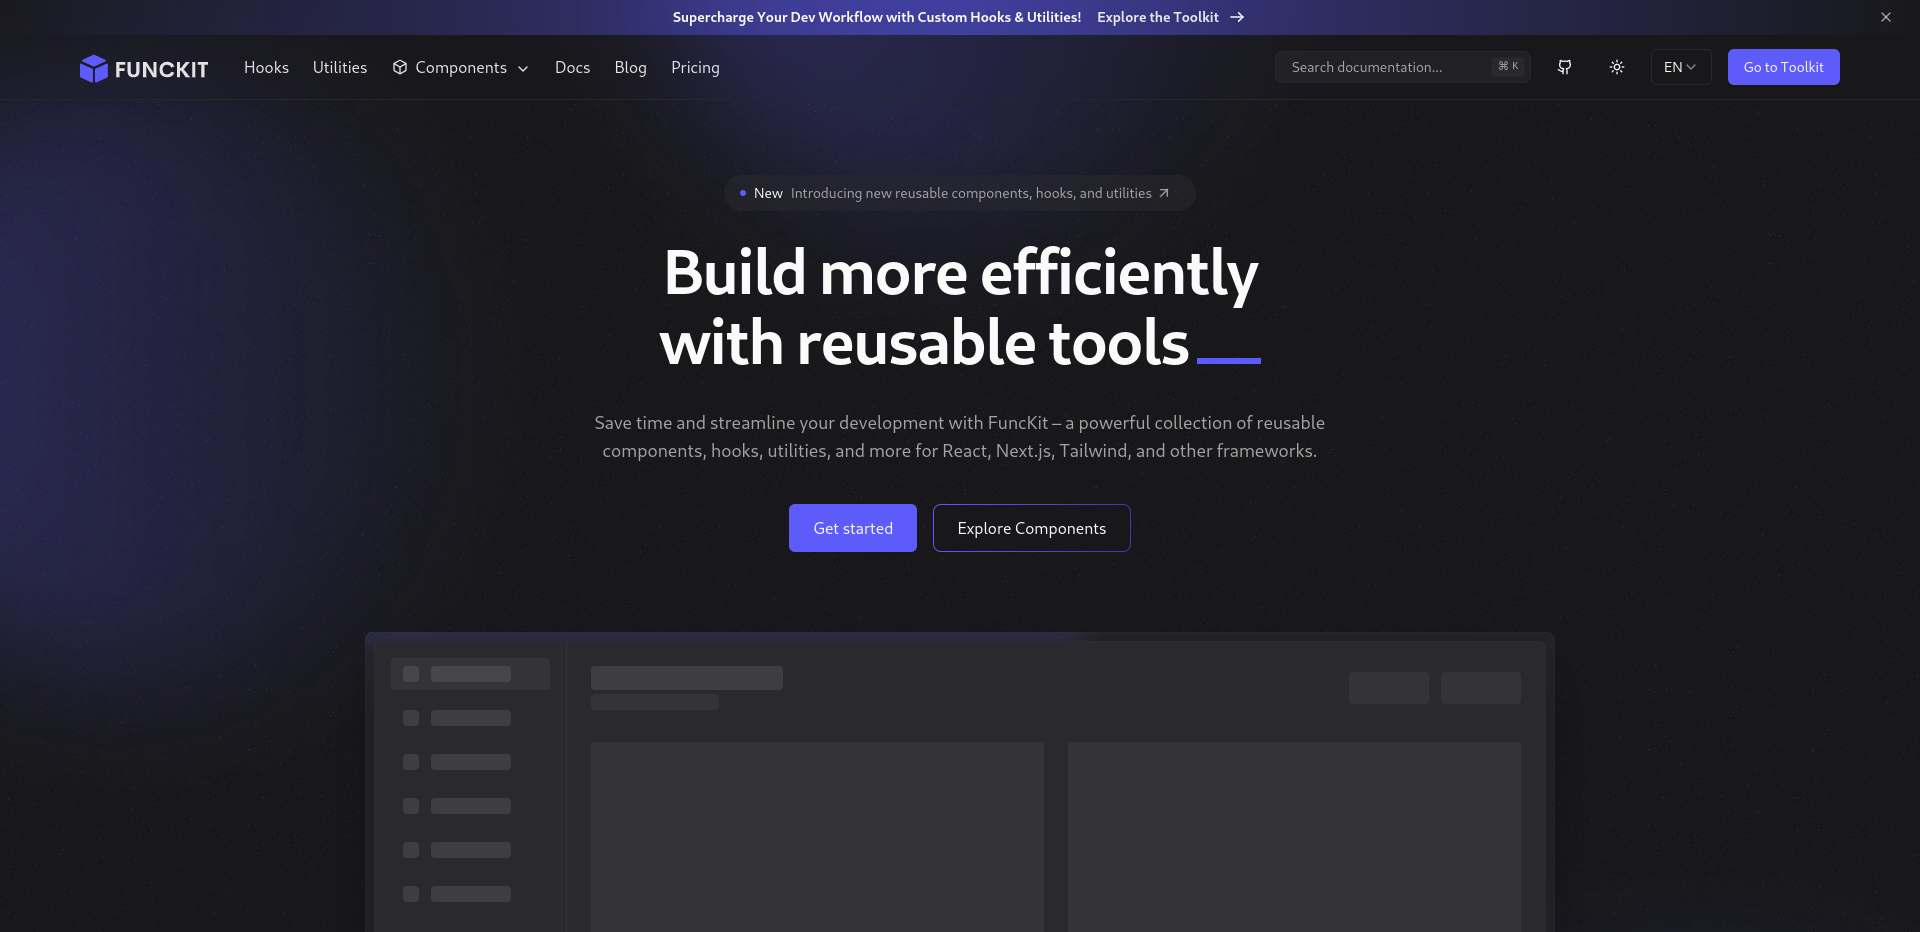 Supercharge Your Dev Workflow with Custom Hooks & Utilities! Explore the Toolkit →
FUNCKIT Hooks Utilities Components Docs Blog Pricing Search documentation... ⌘ K EN Go to Toolkit
New Introducing new reusable components, hooks, and utilities
Build more efficiently
with reusable tools
Save time and streamline your development with FuncKit – a powerful collection of reusable
components, hooks, utilities, and more for React, Next.js, Tailwind, and other frameworks.
Get started Explore Components